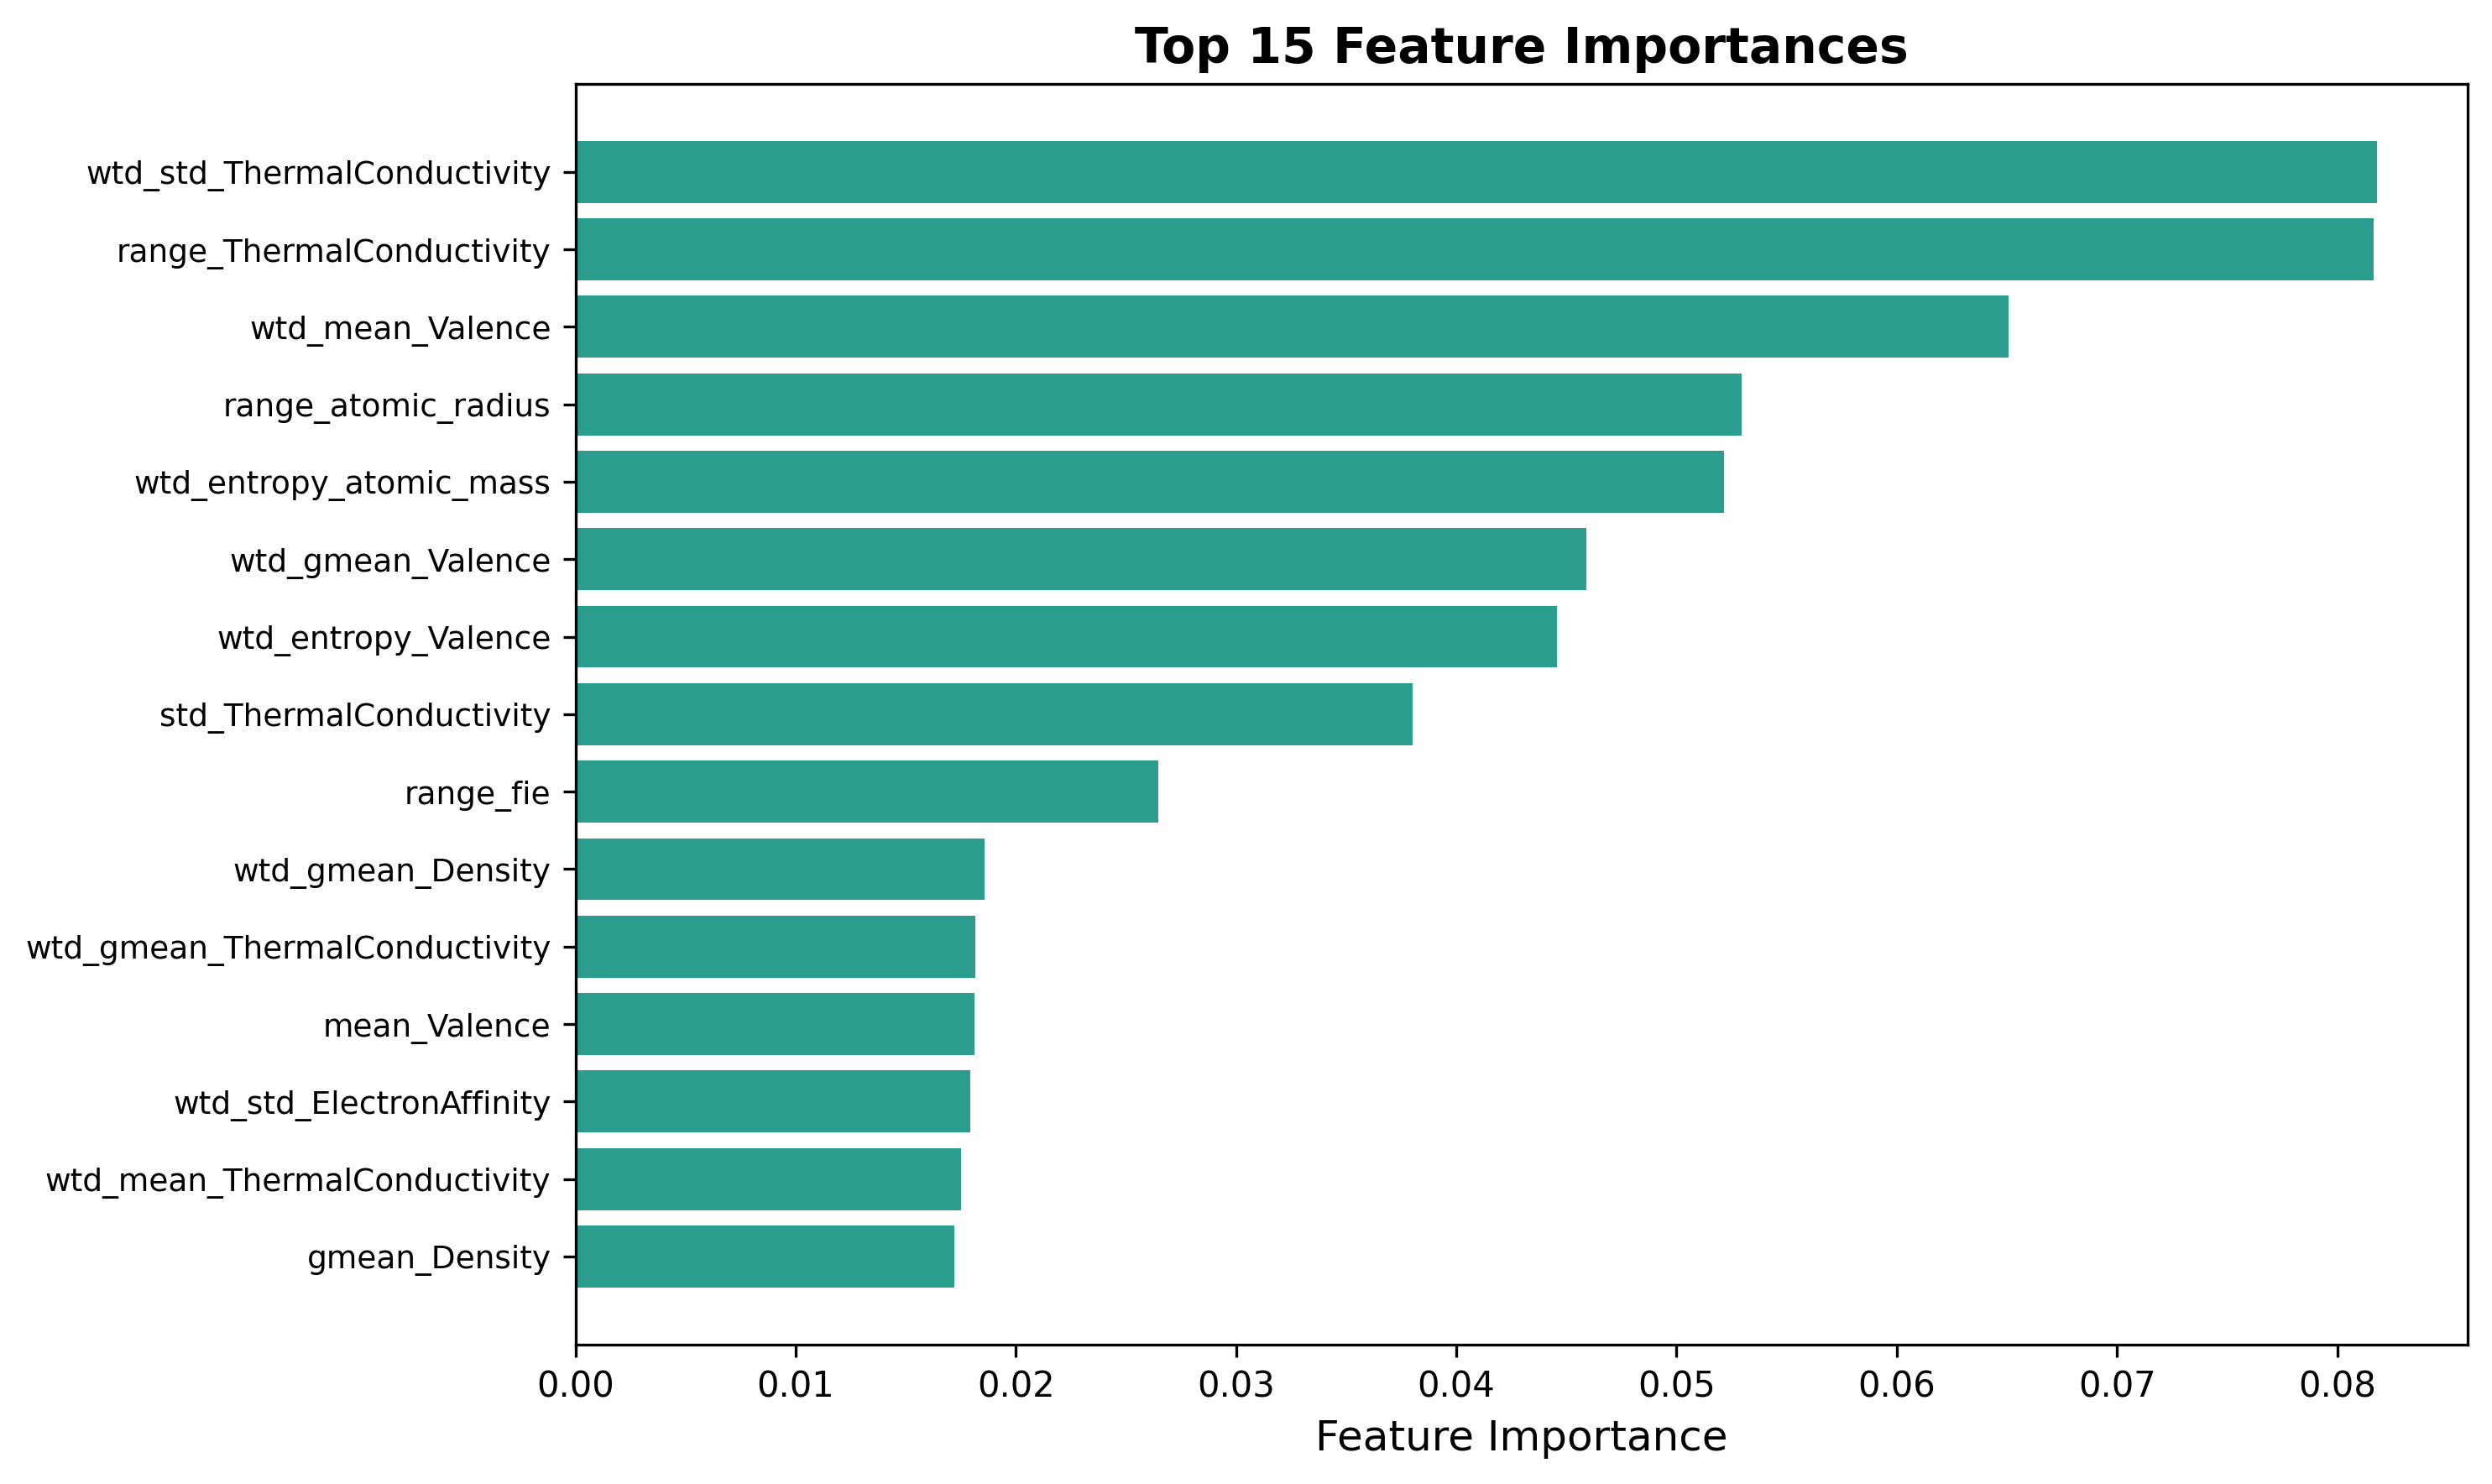 Top 15 Feature Importances
wtd_std_ThermalConductivity
range_ThermalConductivity
wtd_mean_Valence
range_atomic_radius
wtd_entropy_atomic_mass
wtd_gmean_Valence
wtd_entropy_Valence
std_ThermalConductivity
range_fie
wtd_gmean_Density
wtd_gmean_ThermalConductivity
mean_Valence
wtd_std_ElectronAffinity
wtd_mean_ThermalConductivity
gmean_Density
0.00 0.01 0.02 0.03 0.04 0.05 0.06 0.07 0.08
Feature Importance